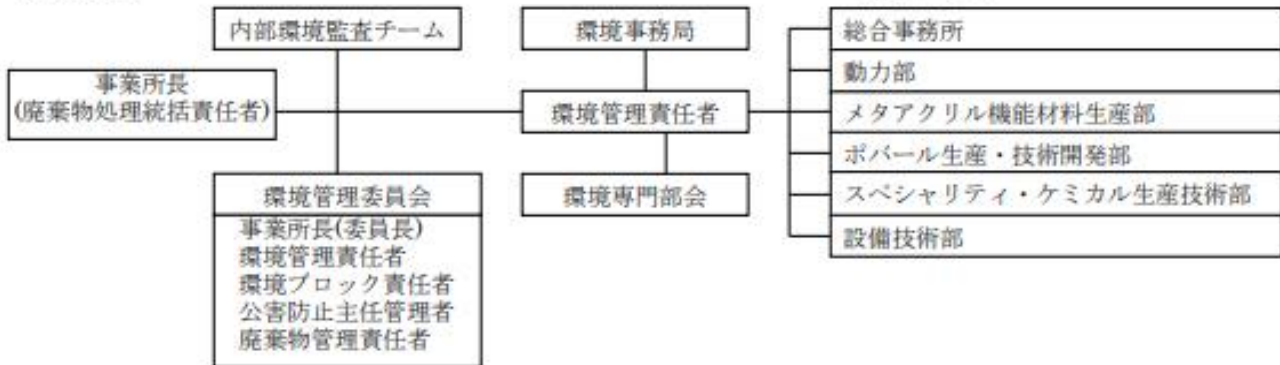 内部環境監査チーム
環境事務局
総合事務所
動力部
事業所長
(廃棄物処理統括責任者)
環境管理責任者
メタアクリル機能材料生産部
ポバール生産・技術開発部
環境管理委員会
環境専門部会
スペシャリティ・ケミカル生産技術部
事業所長(委員長)
設備技術部
環境管理責任者
環境ブロック責任者
公害防止主任管理者
廃棄物管理責任者